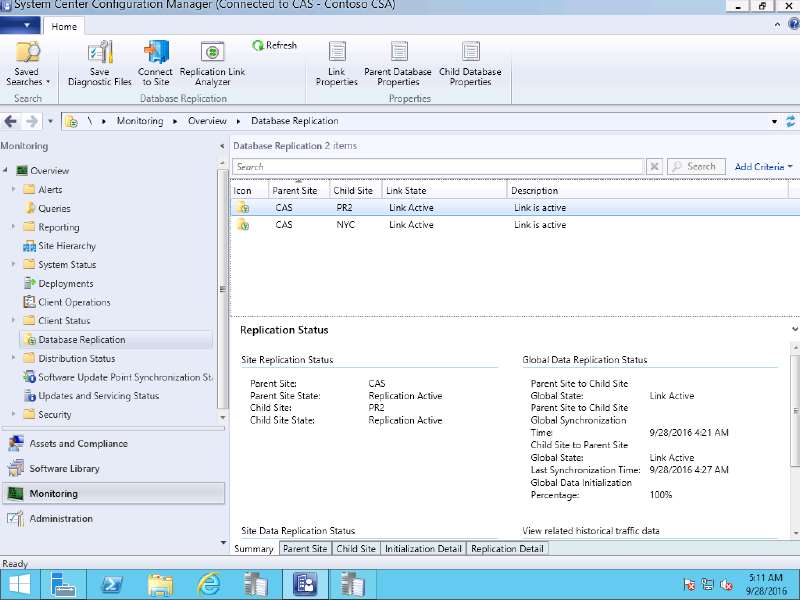 System Center Configuration Manager (Connected to CAS - Contoso CSA)
Home
Saved Searches
Save Diagnostic Files
Connect to Site
Replication Link Analyzer
Refresh
Link Properties
Parent Database Properties
Child Database Properties
Search
Database Replication
Properties
\ Monitoring Overview Database Replication
Monitoring
Overview
Alerts
Queries
Reporting
Site Hierarchy
System Status
Deployments
Client Operations
Client Status
Database Replication
Distribution Status
Software Update Point Synchronization St
Updates and Servicing Status
Security
Assets and Compliance
Software Library
Monitoring
Administration
Database Replication 2 items
Search
Search
Add Criteria
Icon Parent Site Child Site Link State Description
CAS PR2 Link Active Link is active
CAS NYC Link Active Link is active
Replication Status
Site Replication Status
Parent Site: CAS
Parent Site State: Replication Active
Child Site: PR2
Child Site State: Replication Active
Global Data Replication Status
Parent Site to Child Site
Global State: Link Active
Parent Site to Child Site
Global Synchronization
Time: 9/28/2016 4:21 AM
Child Site to Parent Site
Global State: Link Active
Last Synchronization Time: 9/28/2016 4:27 AM
Global Data Initialization
Percentage: 100%
Site Data Replication Status
View related historical traffic data
Summary Parent Site Child Site Initialization Detail Replication Detail
Ready
5:11 AM
9/28/2016